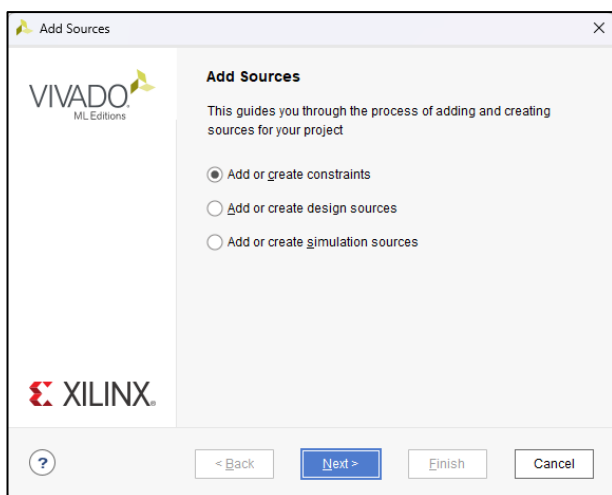 Add Sources
VIVADO.
ML Editions
Add Sources
This guides you through the process of adding and creating
sources for your project
Add or create constraints
Add or create design sources
Add or create simulation sources
XILINX.
?
< Back
Next >
Finish
Cancel